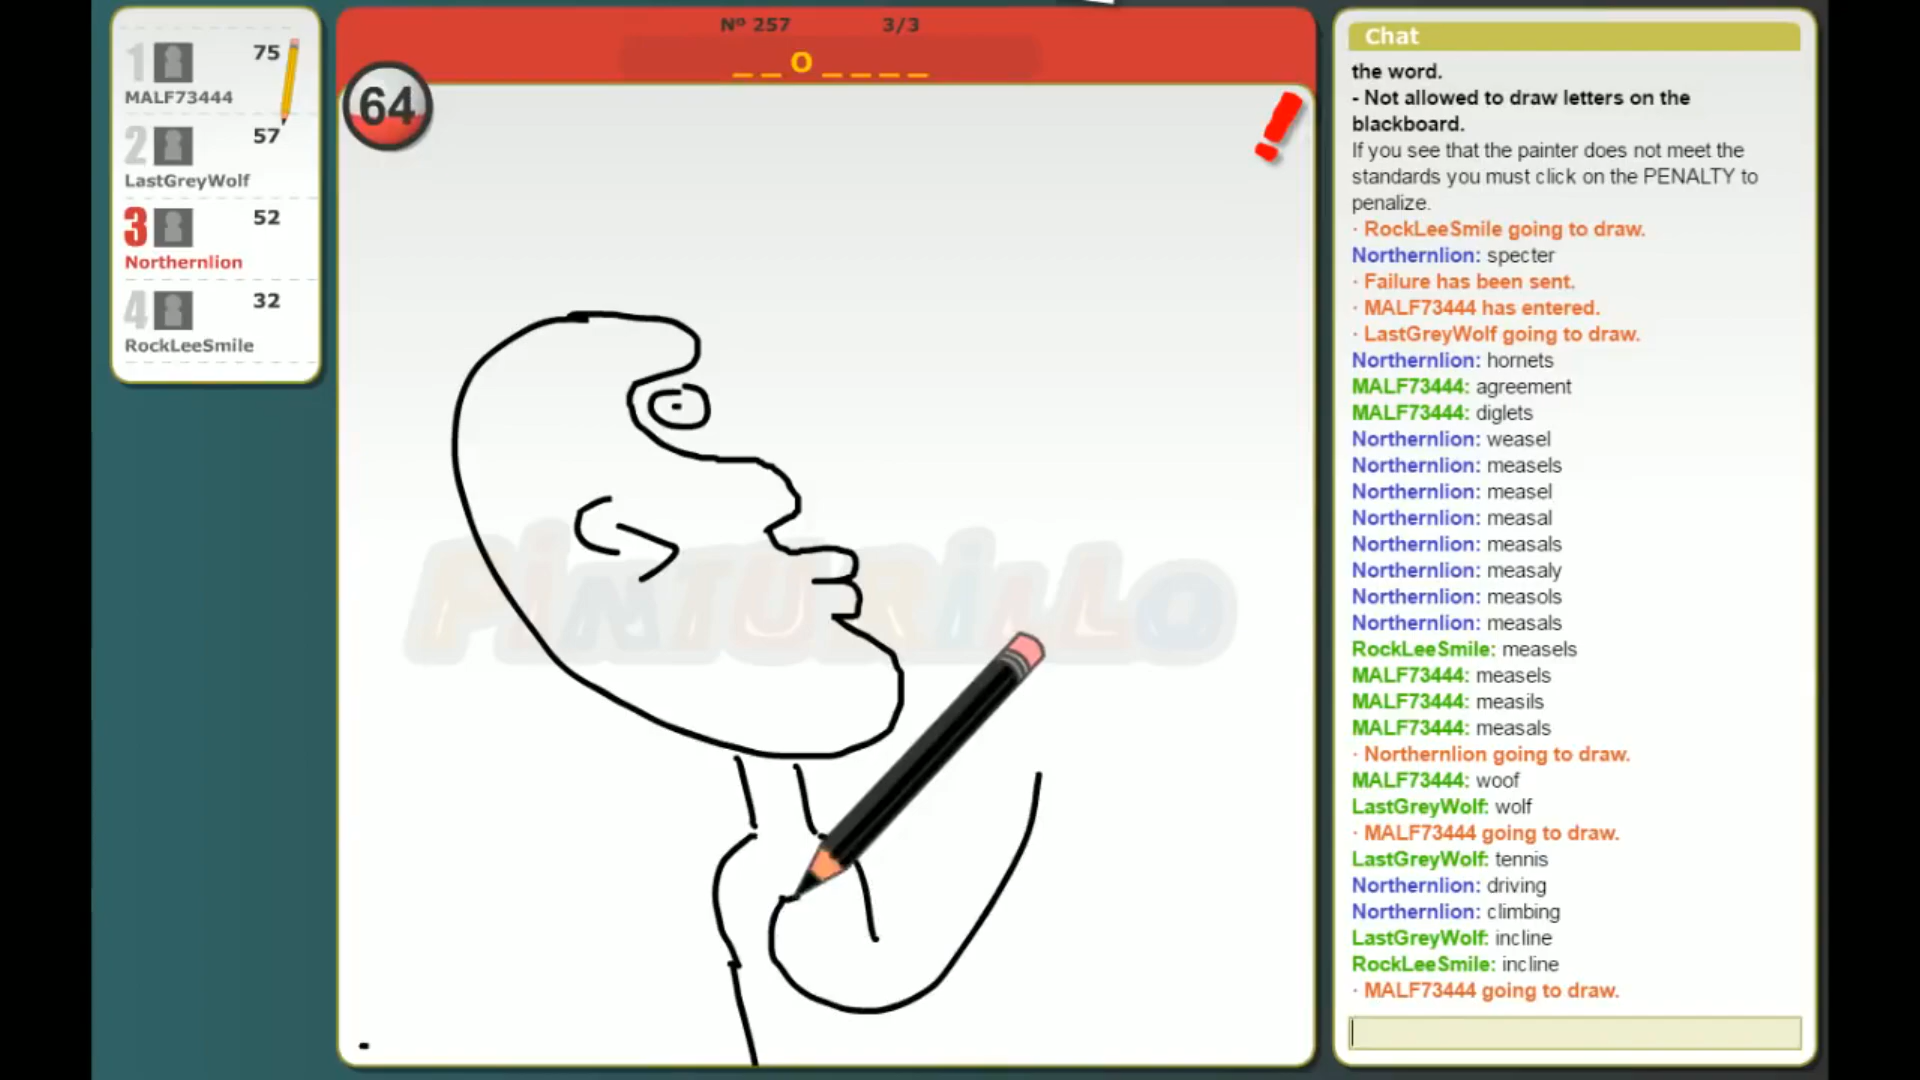 1
75
MALF73444
2
57
LastGreyWolf
3
52
Northernlion
4
32
RockLeeSmile
Nº 257
3/3
_ _ O _ _ _ _
64
!
PINTURILLO
Chat
the word.
- Not allowed to draw letters on the
blackboard.
If you see that the painter does not meet the
standards you must click on the PENALTY to
penalize.
· RockLeeSmile going to draw.
Northernlion: specter
· Failure has been sent.
· MALF73444 has entered.
· LastGreyWolf going to draw.
Northernlion: hornets
MALF73444: agreement
MALF73444: diglets
Northernlion: weasel
Northernlion: measels
Northernlion: measel
Northernlion: measal
Northernlion: measals
Northernlion: measaly
Northernlion: measols
Northernlion: measals
RockLeeSmile: measels
MALF73444: measels
MALF73444: measils
MALF73444: measals
· Northernlion going to draw.
MALF73444: woof
LastGreyWolf: wolf
· MALF73444 going to draw.
LastGreyWolf: tennis
Northernlion: driving
Northernlion: climbing
LastGreyWolf: incline
RockLeeSmile: incline
· MALF73444 going to draw.